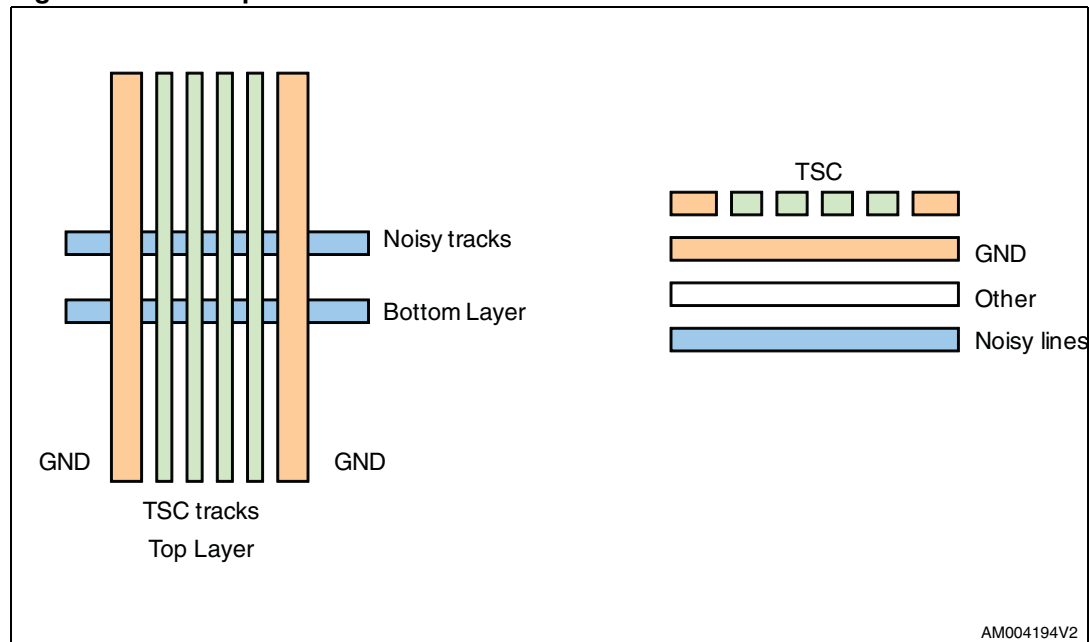 Noisy tracks
Bottom Layer
GND
GND
TSC tracks
Top Layer
TSC
GND
Other
Noisy lines
AM004194V2